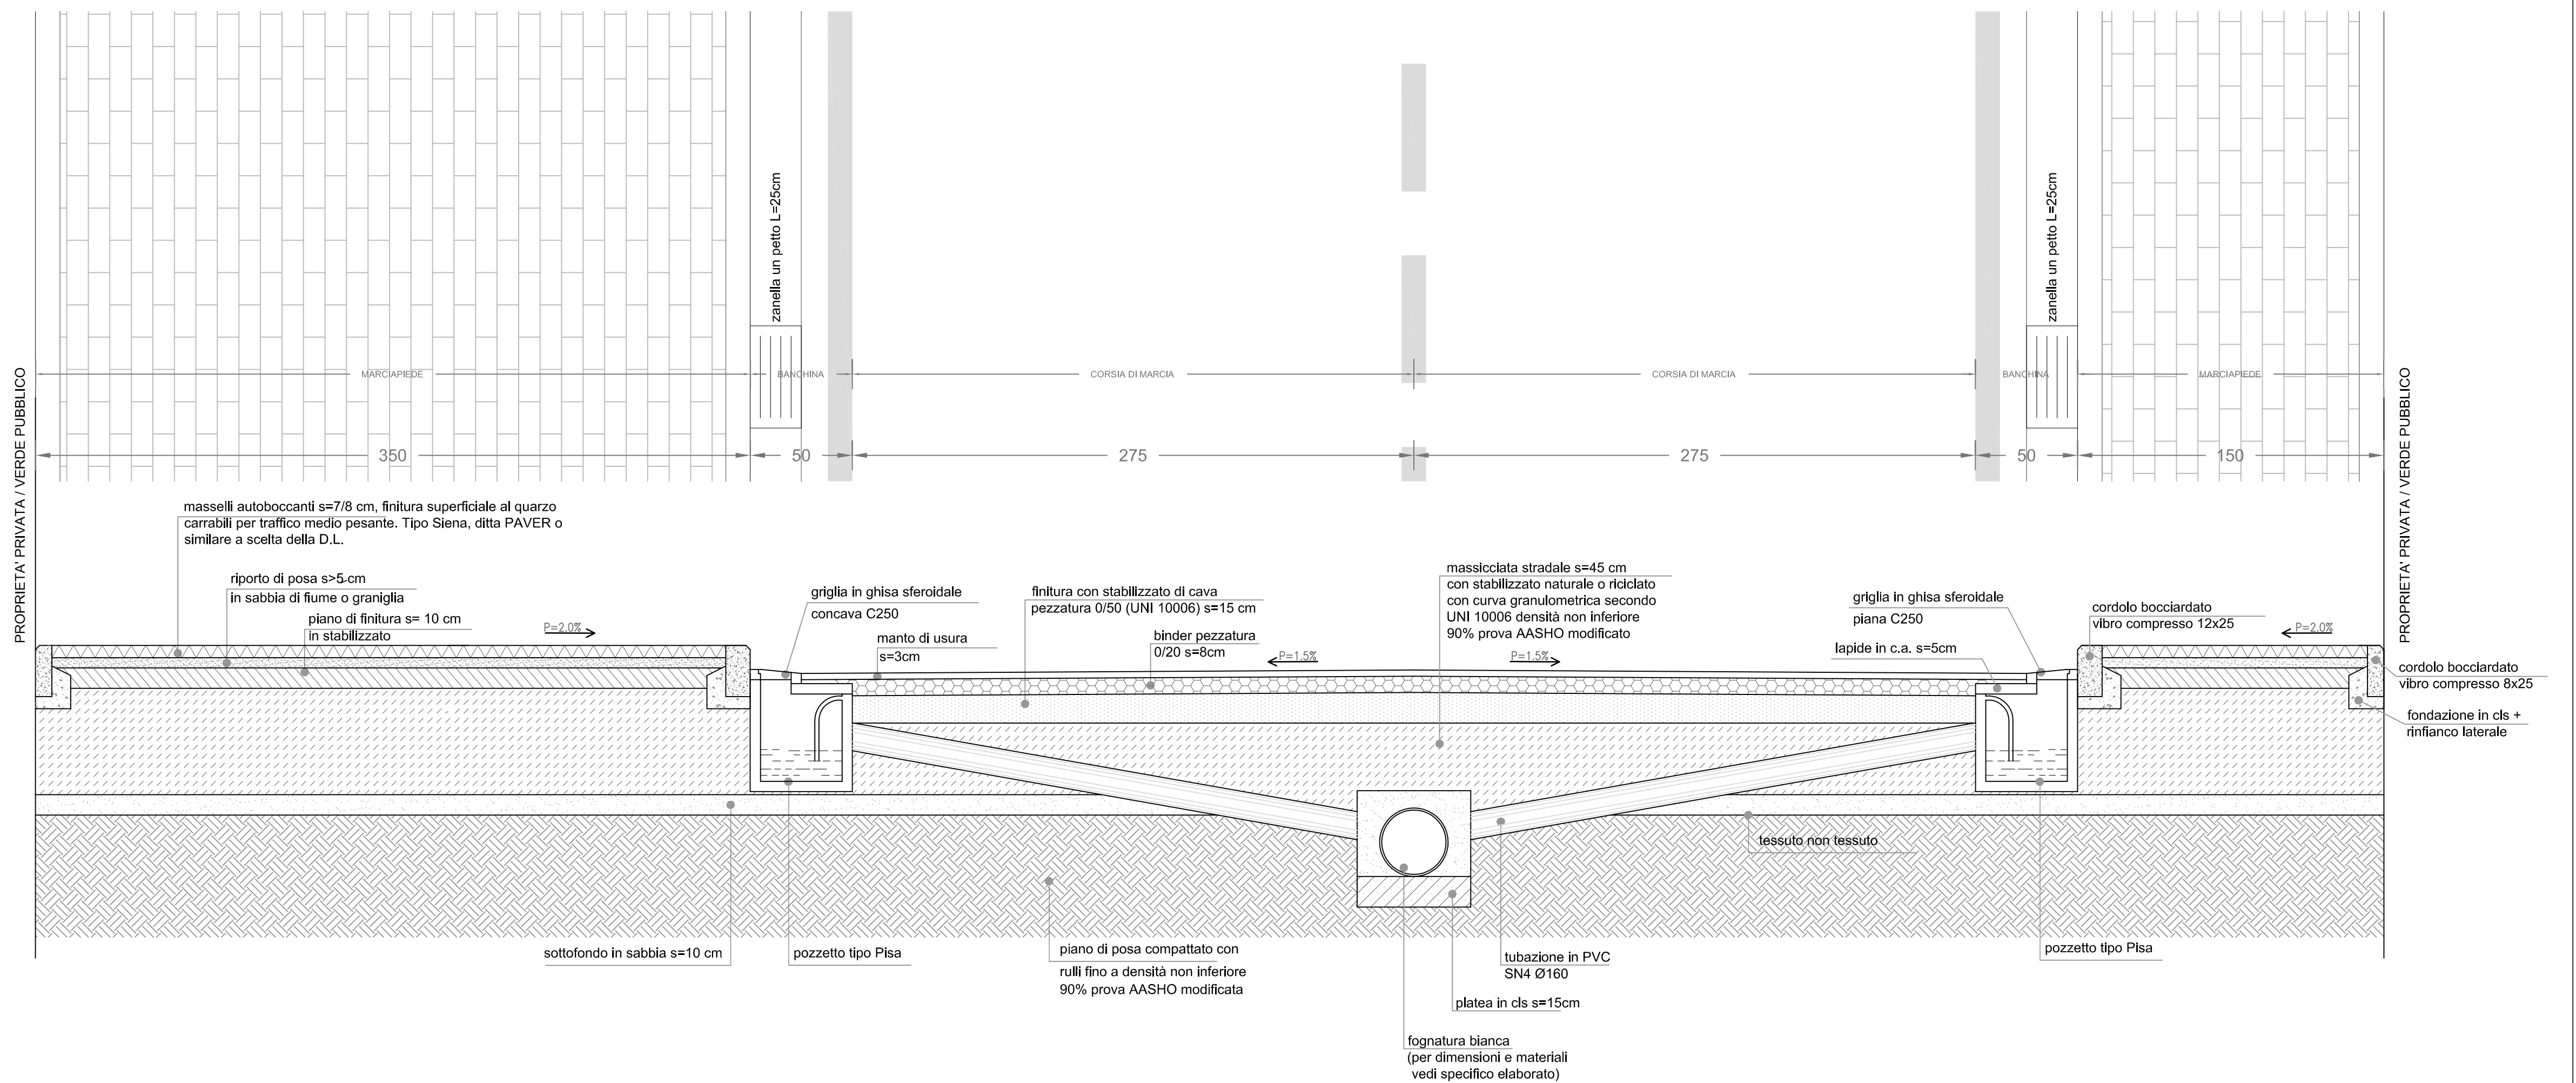 PROPRIETA' PRIVATA / VERDE PUBBLICO
zanella un petto L=25cm
zanella un petto L=25cm
PROPRIETA' PRIVATA / VERDE PUBBLICO
MARCIAPIEDE
BANCHINA
CORSIA DI MARCIA
CORSIA DI MARCIA
BANCHINA
MARCIAPIEDE
350
50
275
275
50
150
masselli autoboccanti s=7/8 cm, finitura superficiale al quarzo
carrabili per traffico medio pesante. Tipo Siena, ditta PAVER o
similare a scelta della D.L.
riporto di posa s>5 cm
in sabbia di fiume o graniglia
piano di finitura s= 10 cm
in stabilizzato
P=2.0%
griglia in ghisa sferoidale
concava C250
manto di usura
s=3cm
finitura con stabilizzato di cava
pezzatura 0/50 (UNI 10006) s=15 cm
binder pezzatura
0/20 s=8cm
P=1.5%
P=1.5%
massicciata stradale s=45 cm
con stabilizzato naturale o riciclato
con curva granulometrica secondo
UNI 10006 densità non inferiore
90% prova AASHO modificato
griglia in ghisa sferoidale
piana C250
lapide in c.a. s=5cm
cordolo bocciardato
vibro compresso 12x25
P=2.0%
cordolo bocciardato
vibro compresso 8x25
fondazione in cls +
rinfianco laterale
tessuto non tessuto
sottofondo in sabbia s=10 cm
pozzetto tipo Pisa
piano di posa compattato con
rulli fino a densità non inferiore
90% prova AASHO modificata
tubazione in PVC
SN4 Ø160
platea in cls s=15cm
fognatura bianca
(per dimensioni e materiali
vedi specifico elaborato)
pozzetto tipo Pisa